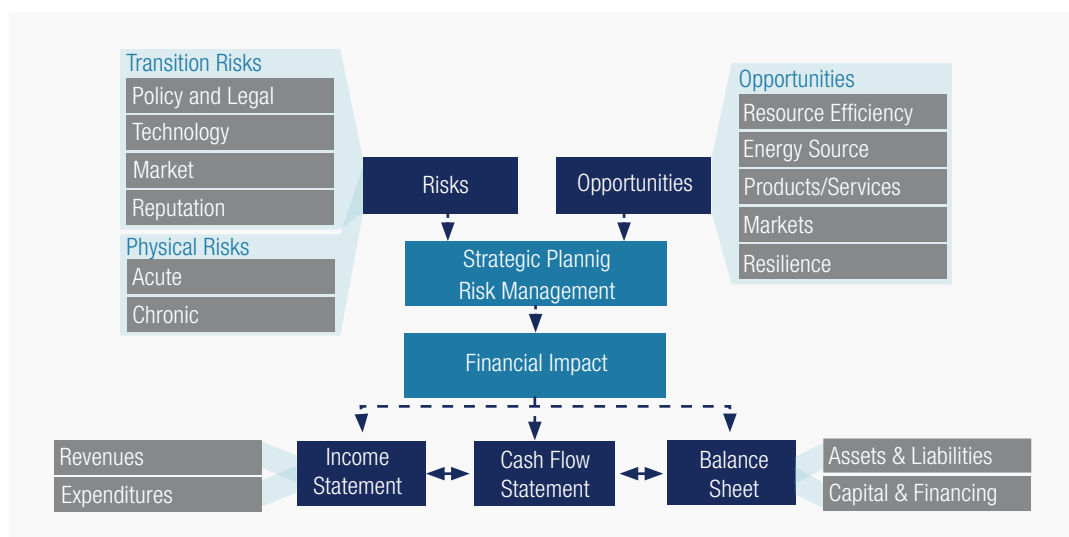 Transition Risks
Policy and Legal
Technology
Market
Reputation
Physical Risks
Acute
Chronic
Risks
Opportunities
Opportunities
Resource Efficiency
Energy Source
Products/Services
Markets
Resilience
Strategic Plannig
Risk Management
Financial Impact
Revenues
Expenditures
Income
Statement
Cash Flow
Statement
Balance
Sheet
Assets & Liabilities
Capital & Financing